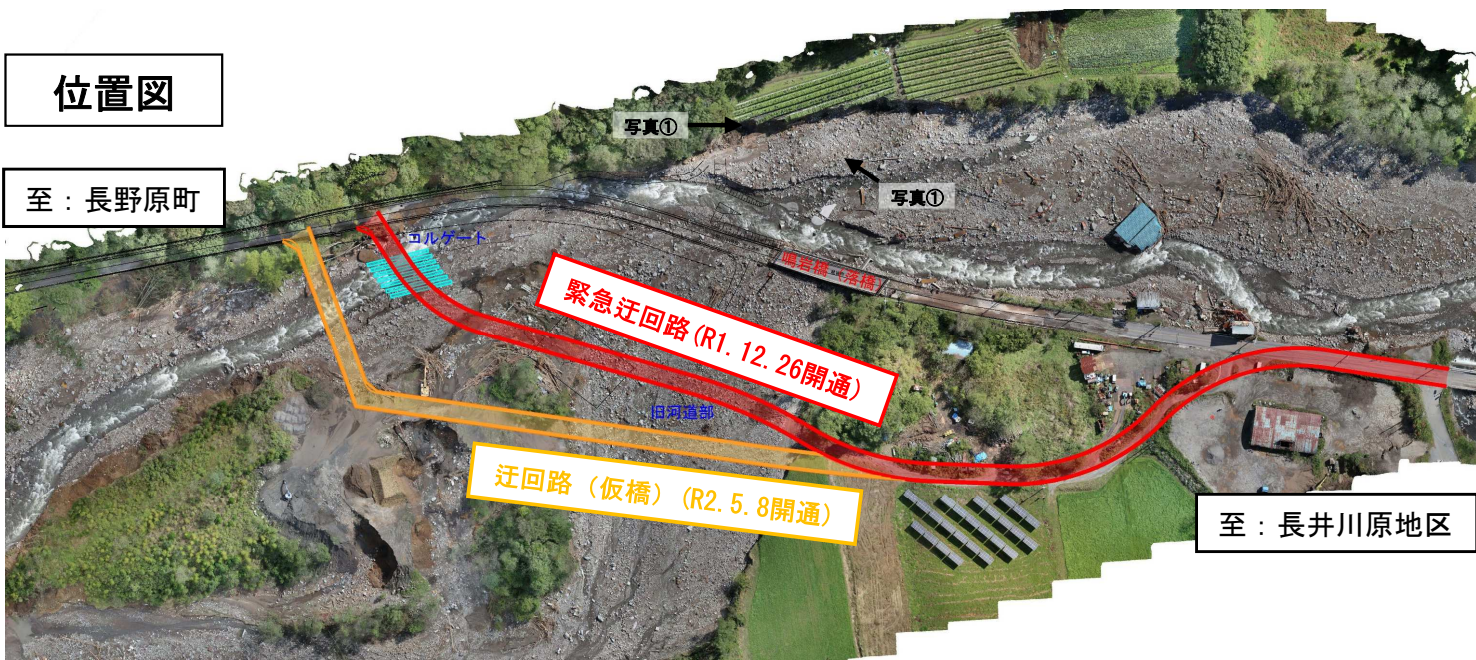 位置図
写真①
至：長野原町
写真①
コルゲート
鳴岩橋 落橋
緊急迂回路(R1.12.26開通)
旧河道部
迂回路（仮橋）(R2.5.8開通)
至：長井川原地区